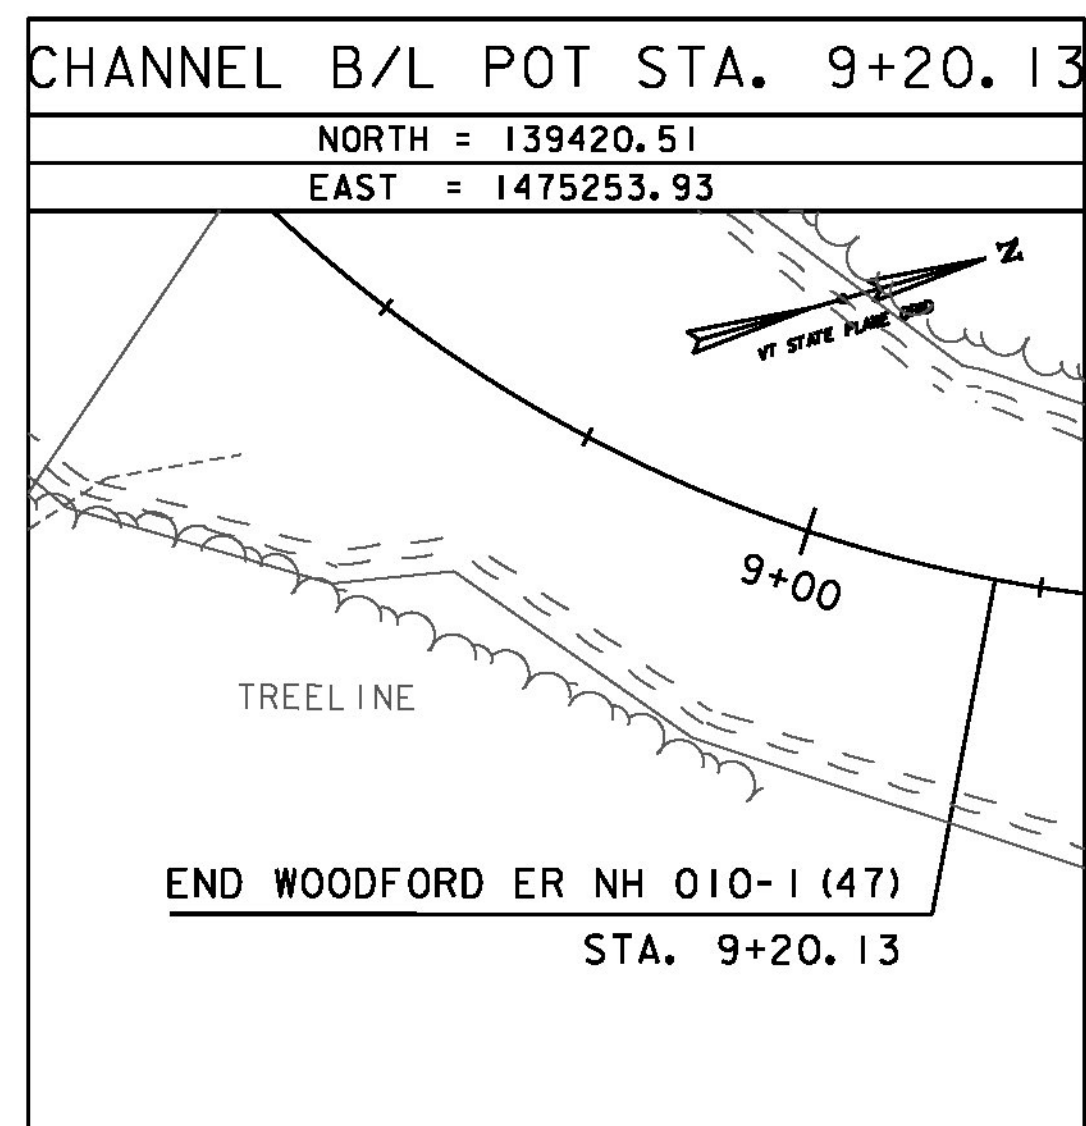 CHANNEL B/L POT STA. 9+20.13
NORTH = 139420.51
EAST = 1475253.93
N
VT STATE PLANE GRID
9+00
TREELINE
END WOODFORD ER NH 010-1(47)
STA. 9+20.13